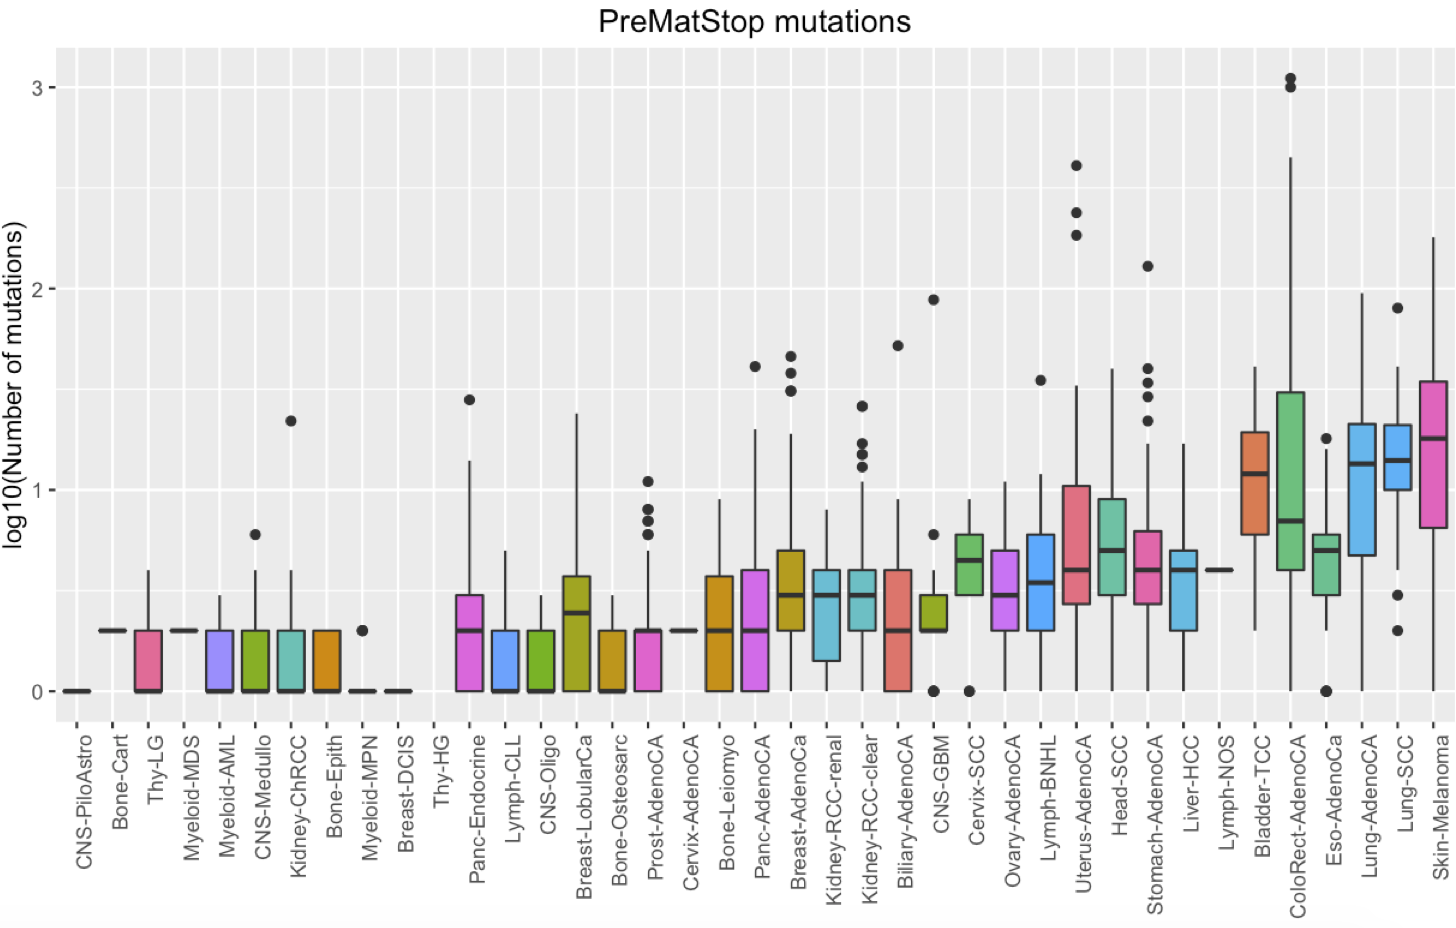 PreMatStop mutations
log10(Number of mutations)
3
2
1
0
CNS-PiloAstro
Bone-Cart
Thy-LG
Myeloid-MDS
Myeloid-AML
CNS-Medullo
Kidney-ChRCC
Bone-Epith
Myeloid-MPN
Breast-DCIS
Thy-HG
Panc-Endocrine
Lymph-CLL
CNS-Oligo
Breast-LobularCa
Bone-Osteosarc
Prost-AdenoCA
Cervix-AdenoCA
Bone-Leiomyo
Panc-AdenoCA
Breast-AdenoCa
Kidney-RCC-renal
Kidney-RCC-clear
Biliary-AdenoCA
CNS-GBM
Cervix-SCC
Ovary-AdenoCA
Lymph-BNHL
Uterus-AdenoCA
Head-SCC
Stomach-AdenoCA
Liver-HCC
Lymph-NOS
Bladder-TCC
ColoRect-AdenoCA
Eso-AdenoCa
Lung-AdenoCA
Lung-SCC
Skin-Melanoma